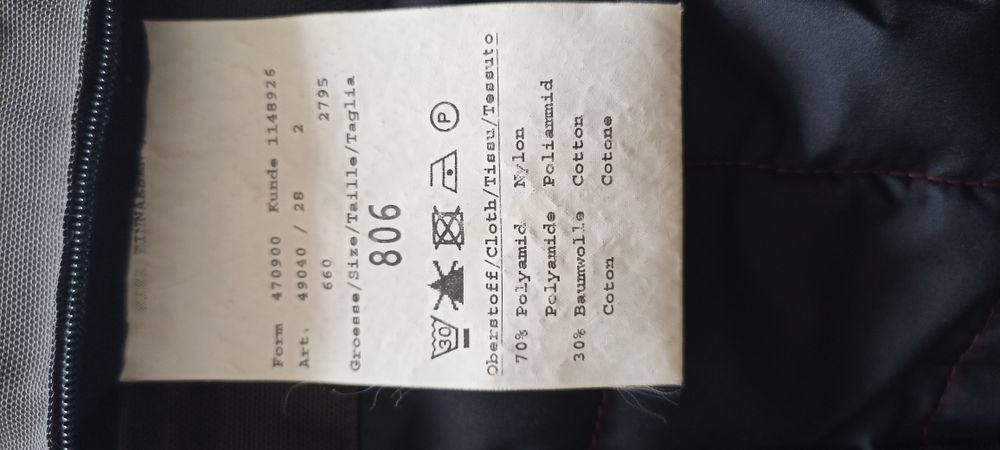 Form 470900 Kunde 1148926
Art. 49040 / 28 2
660 2795
Groesse/Size/Taille/Taglia
806
30 P
Oberstoff/Cloth/Tissu/Tessuto
70% Polyamid Nylon
Polyamide Poliammid
30% Baumwolle Cotton
Coton Cotone